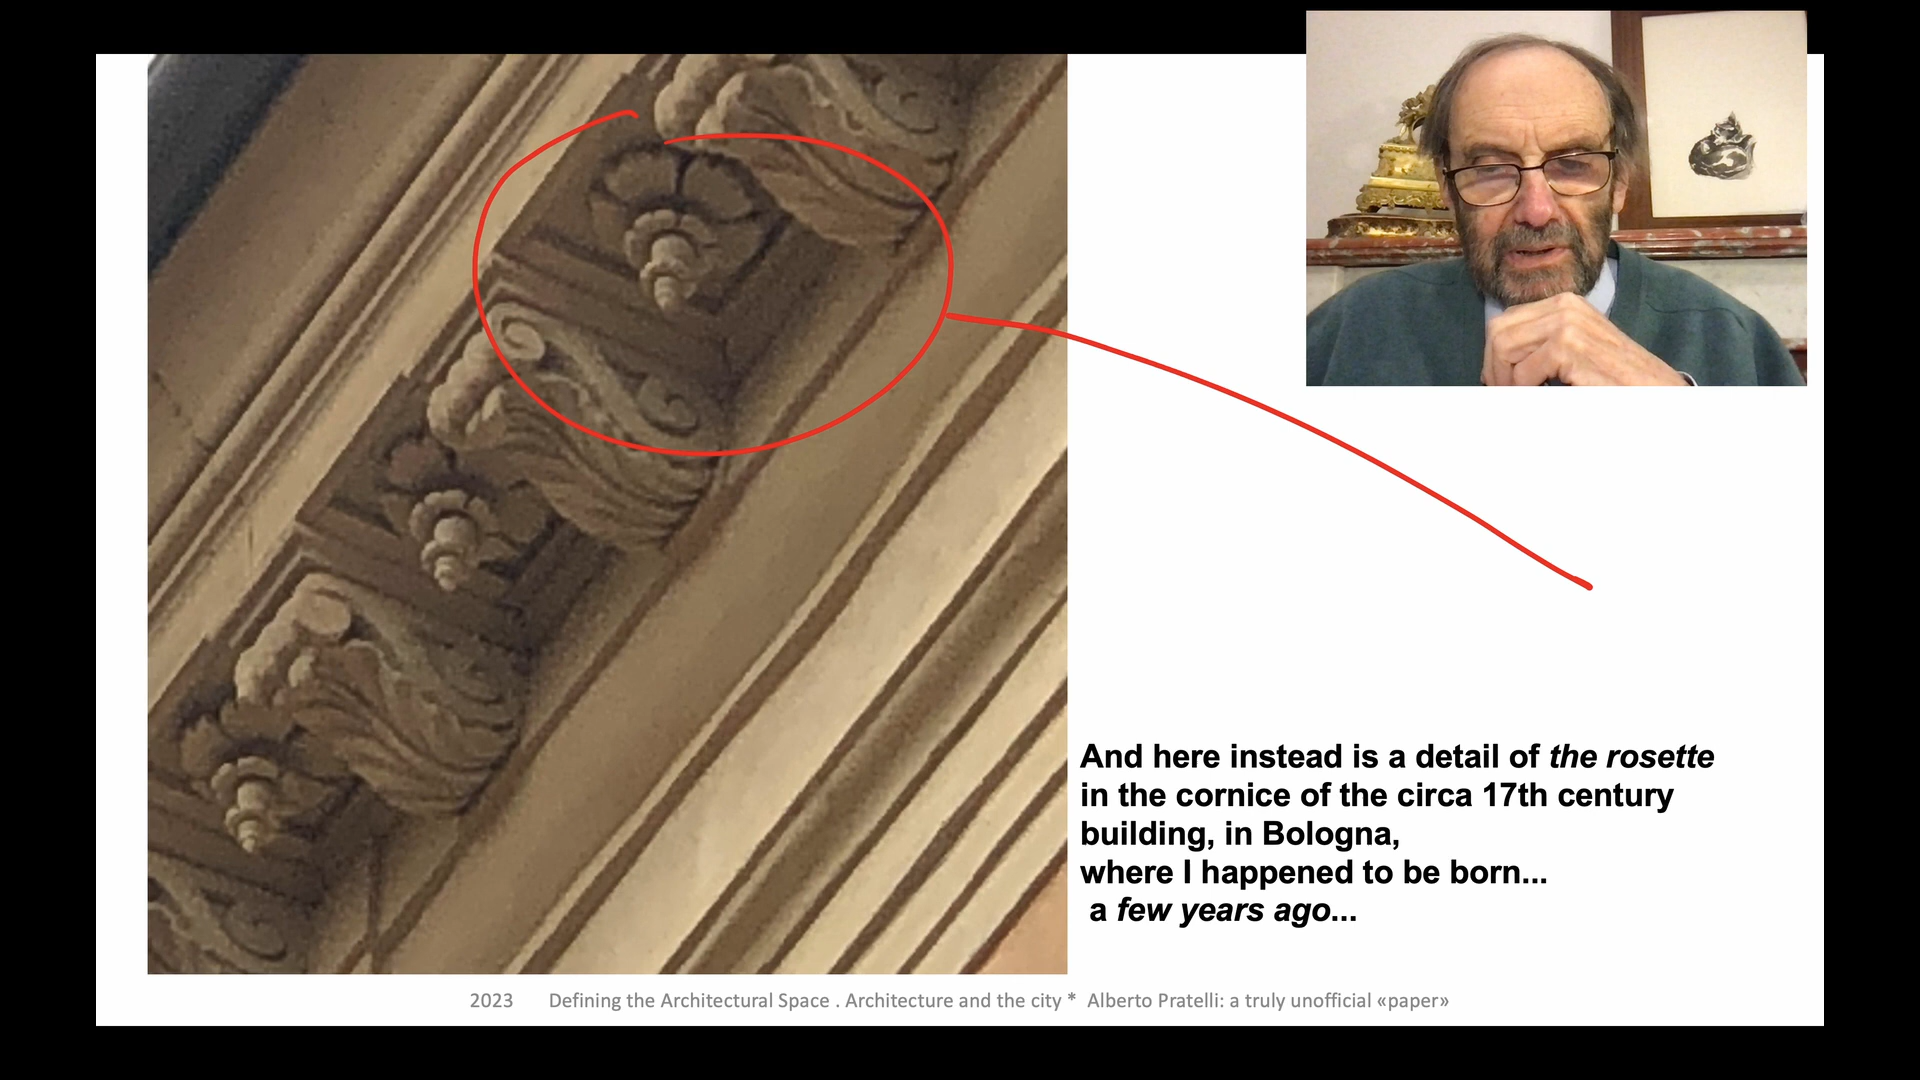 And here instead is a detail of the rosette
in the cornice of the circa 17th century
building, in Bologna,
where I happened to be born...
a few years ago...
2023 Defining the Architectural Space . Architecture and the city * Alberto Pratelli: a truly unofficial «paper»